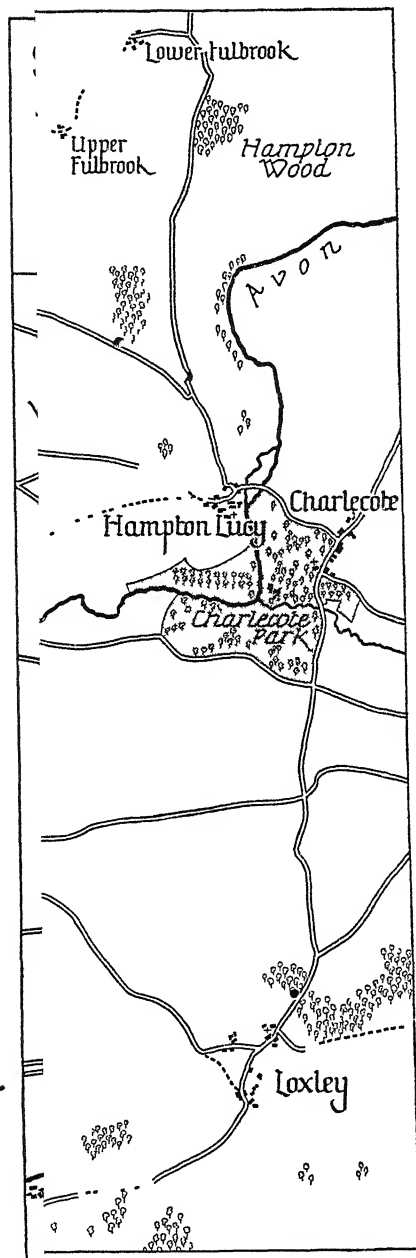 Lower Fulbrook
Upper
Fulbrook
Hampton
Wood
Avon
Charlecote
Hampton Lucy
Charlecote
Park
Loxley